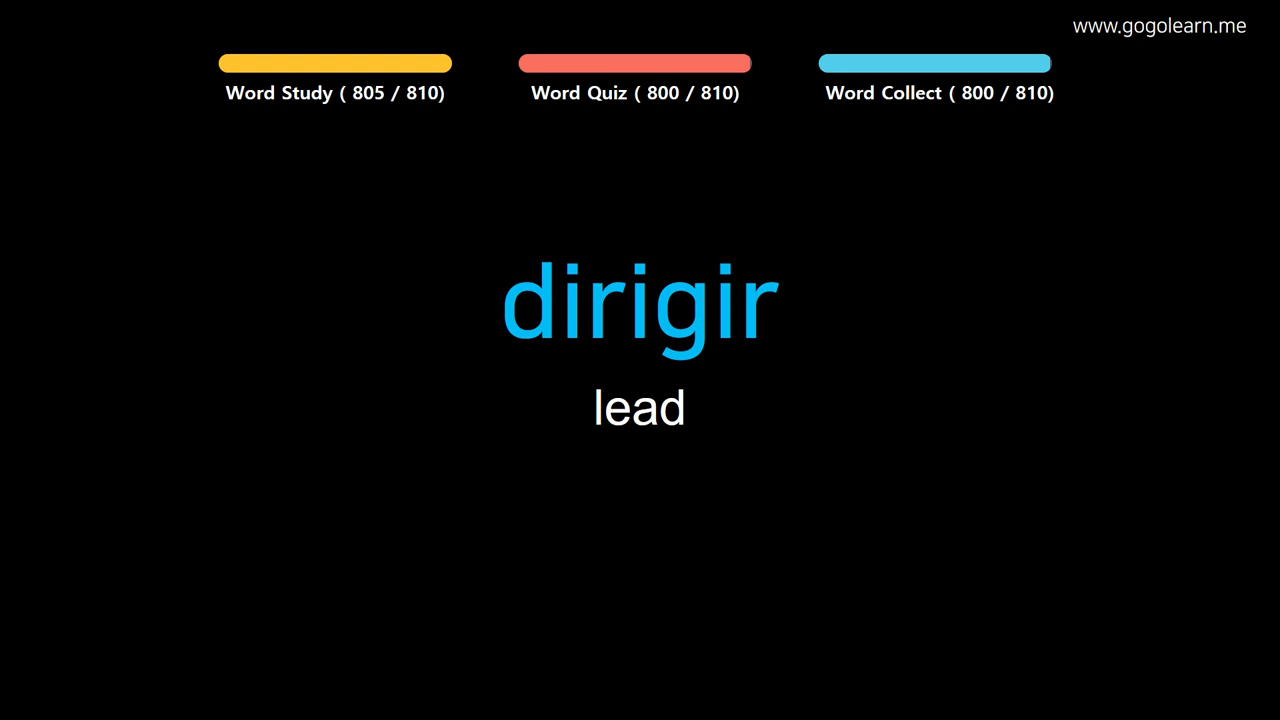 www.gogolearn.me
Word Study ( 805 / 810)
Word Quiz ( 800 / 810)
Word Collect ( 800 / 810)
dirigir
lead